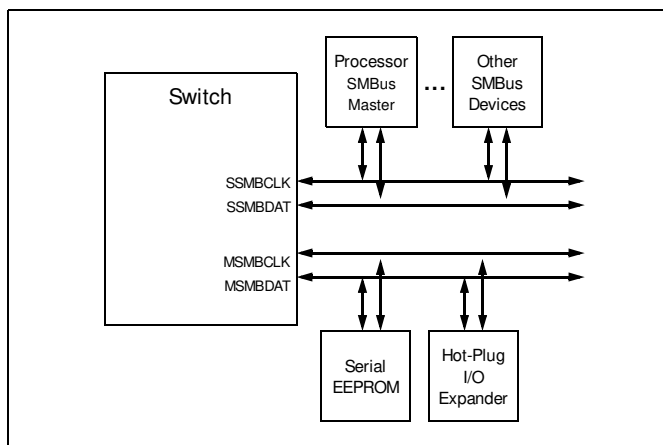 Processor
SMBus
Master
...
Other
SMBus
Devices
Switch
SSMBCLK
SSMBDAT
MSMBCLK
MSMBDAT
Serial
EEPROM
Hot-Plug
I/O
Expander